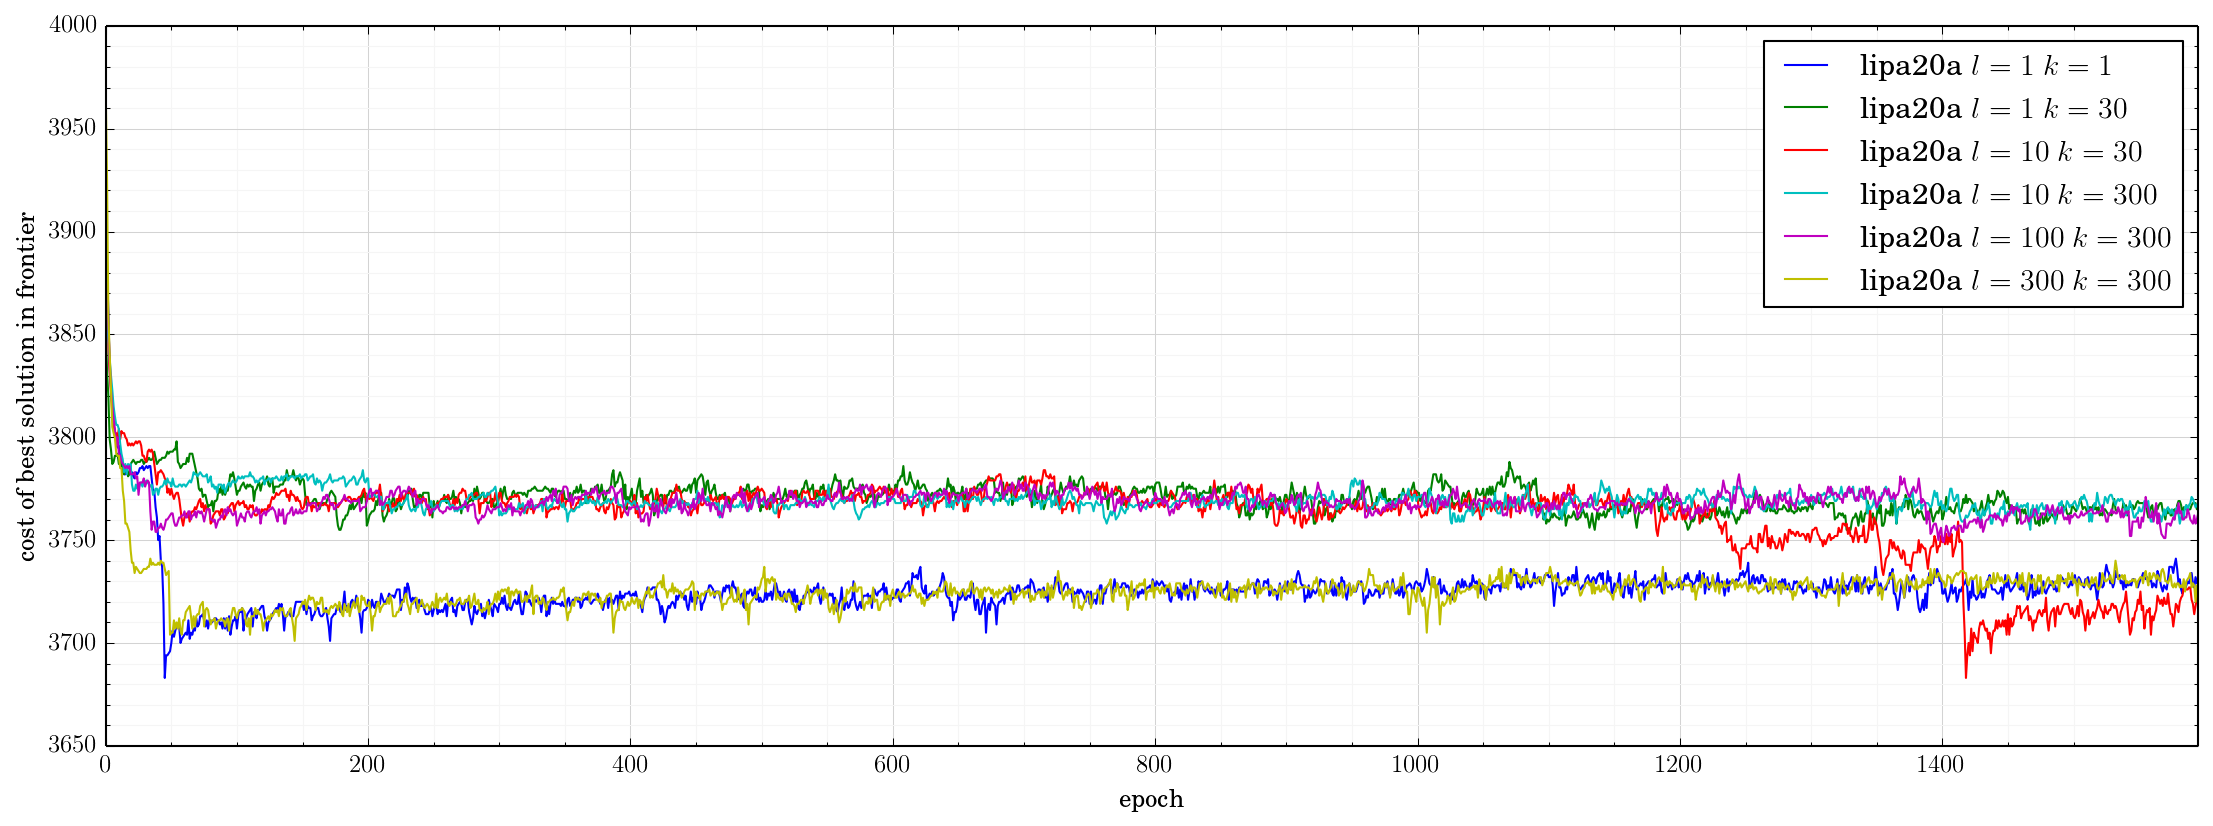 4000
3950
3900
3850
3800
3750
3700
3650
cost of best solution in frontier
0 200 400 600 800 1000 1200 1400
epoch
lipa20a l = 1 k = 1
lipa20a l = 1 k = 30
lipa20a l = 10 k = 30
lipa20a l = 10 k = 300
lipa20a l = 100 k = 300
lipa20a l = 300 k = 300